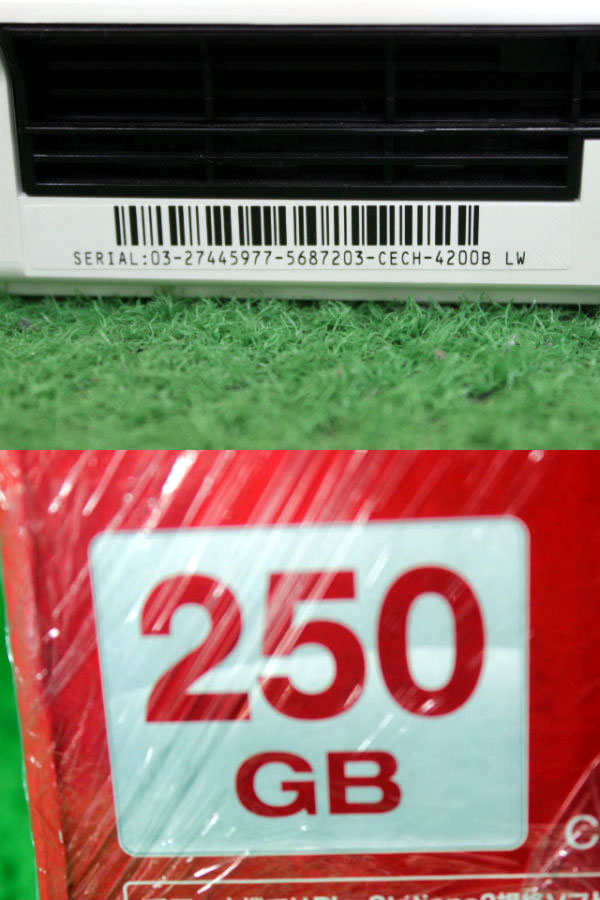 SERIAL:03-27445977-5687203-CECH-4200B LW
250
GB
C